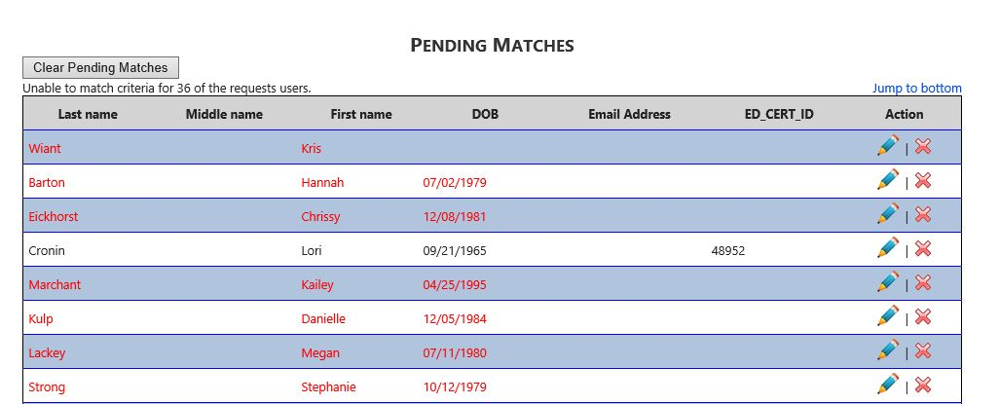 PENDING MATCHES
Clear Pending Matches
Unable to match criteria for 36 of the requests users. Jump to bottom
Last name Middle name First name DOB Email Address ED_CERT_ID Action
Wiant Kris |
Barton Hannah 07/02/1979 |
Eickhorst Chrissy 12/08/1981 |
Cronin Lori 09/21/1965 48952 |
Marchant Kailey 04/25/1995 |
Kulp Danielle 12/05/1984 |
Lackey Megan 07/11/1980 |
Strong Stephanie 10/12/1979 |